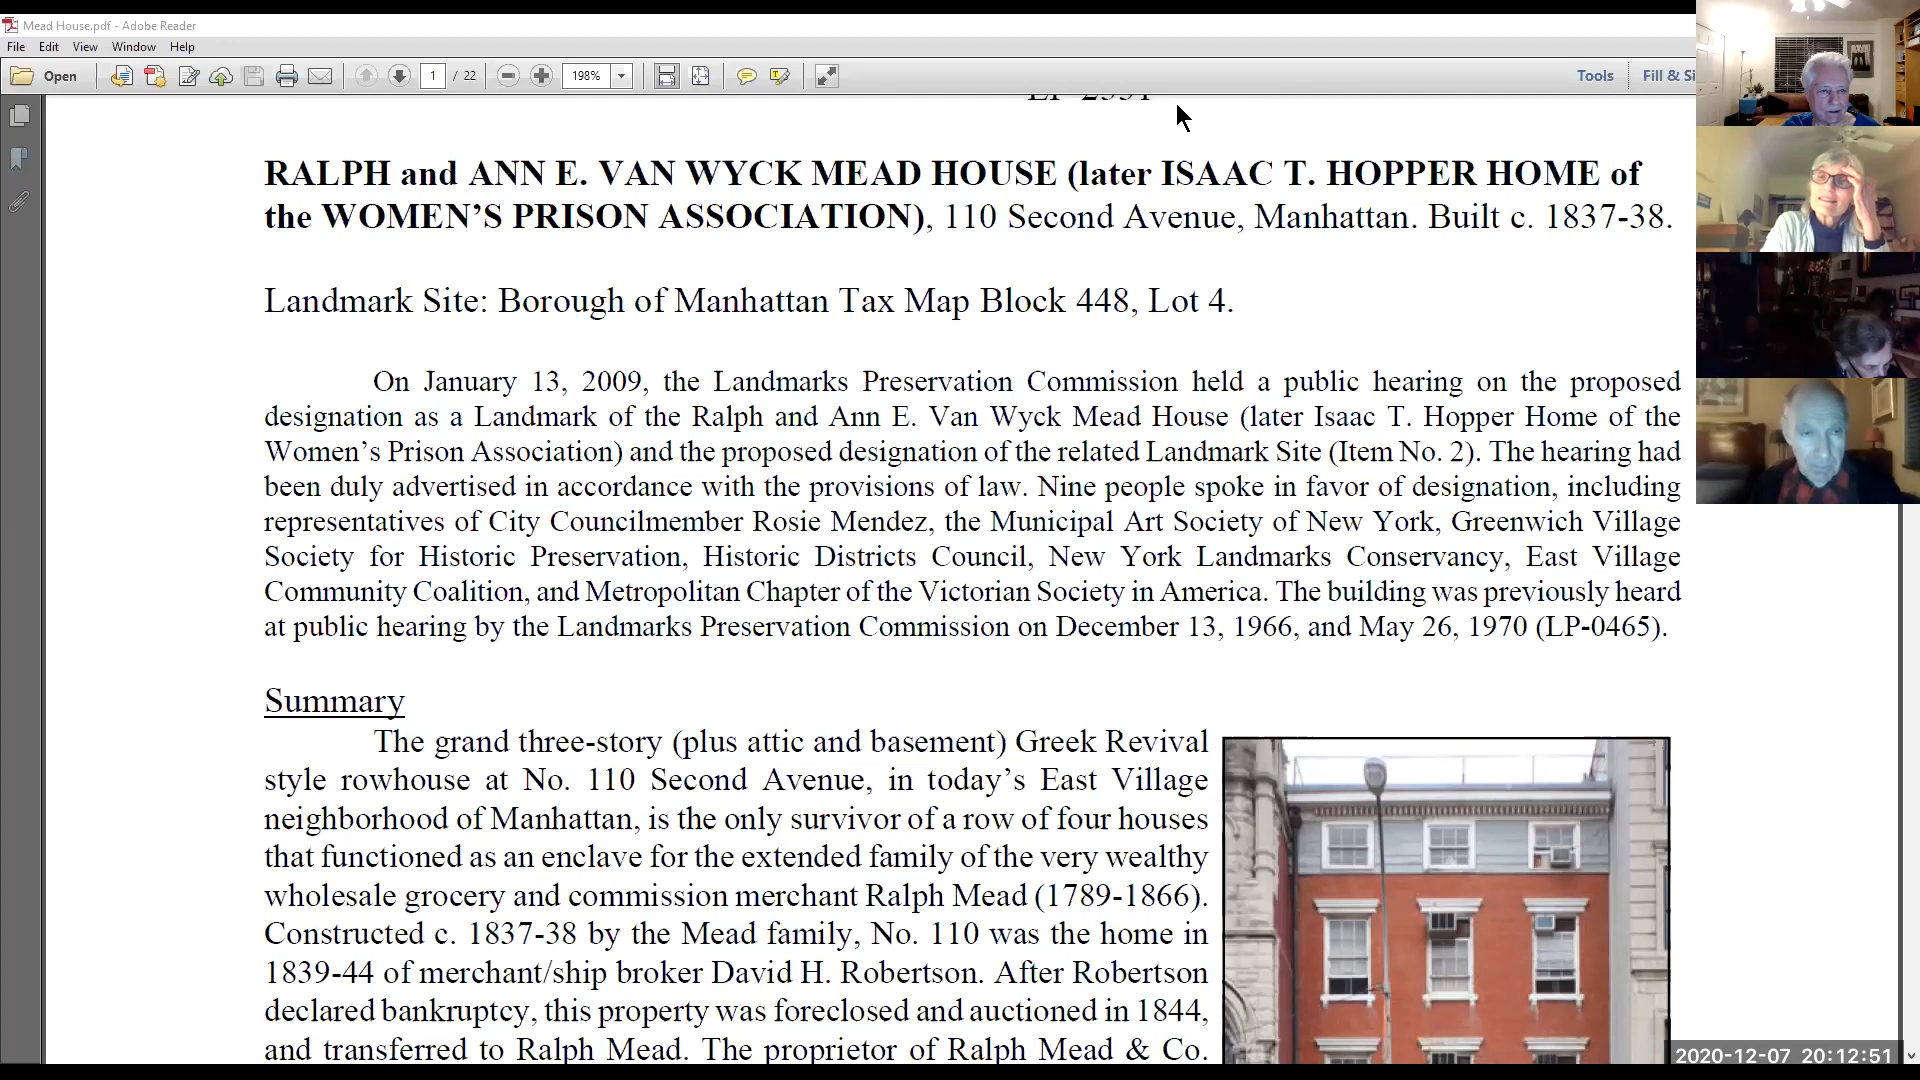 Mead House.pdf - Adobe Reader
File Edit View Window Help
Open 1 / 22 198% Tools
RALPH and ANN E. VAN WYCK MEAD HOUSE (later ISAAC T. HOPPER HOME of
the WOMEN’S PRISON ASSOCIATION), 110 Second Avenue, Manhattan. Built c. 1837-38.
Landmark Site: Borough of Manhattan Tax Map Block 448, Lot 4.
On January 13, 2009, the Landmarks Preservation Commission held a public hearing on the proposed
designation as a Landmark of the Ralph and Ann E. Van Wyck Mead House (later Isaac T. Hopper Home of the
Women’s Prison Association) and the proposed designation of the related Landmark Site (Item No. 2). The hearing had
been duly advertised in accordance with the provisions of law. Nine people spoke in favor of designation, including
representatives of City Councilmember Rosie Mendez, the Municipal Art Society of New York, Greenwich Village
Society for Historic Preservation, Historic Districts Council, New York Landmarks Conservancy, East Village
Community Coalition, and Metropolitan Chapter of the Victorian Society in America. The building was previously heard
at public hearing by the Landmarks Preservation Commission on December 13, 1966, and May 26, 1970 (LP-0465).
Summary
The grand three-story (plus attic and basement) Greek Revival
style rowhouse at No. 110 Second Avenue, in today’s East Village
neighborhood of Manhattan, is the only survivor of a row of four houses
that functioned as an enclave for the extended family of the very wealthy
wholesale grocery and commission merchant Ralph Mead (1789-1866).
Constructed c. 1837-38 by the Mead family, No. 110 was the home in
1839-44 of merchant/ship broker David H. Robertson. After Robertson
declared bankruptcy, this property was foreclosed and auctioned in 1844,
and transferred to Ralph Mead. The proprietor of Ralph Mead & Co.
2020-12-07 20:12:51